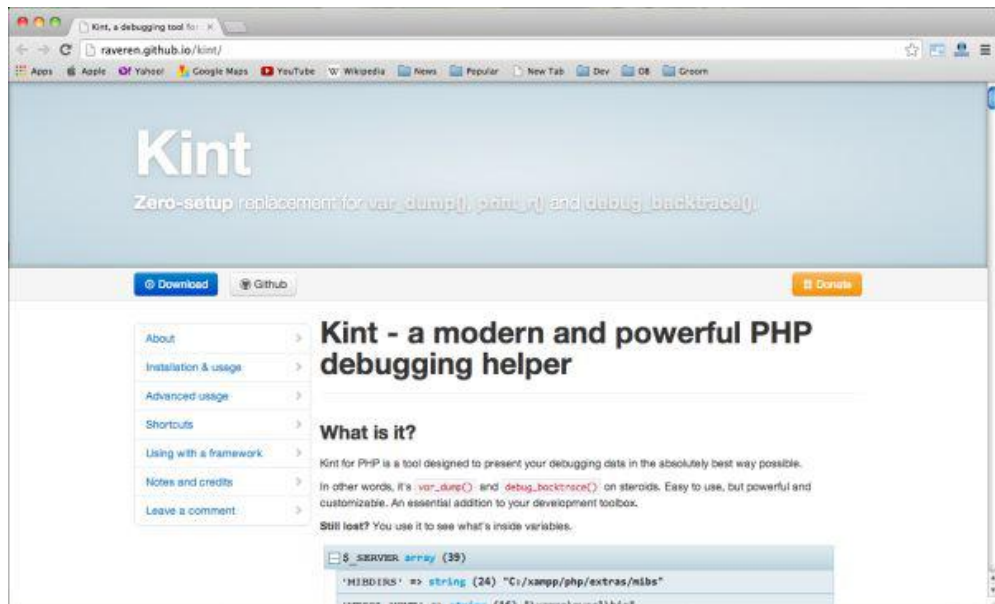 Kint, a debugging tool for
raveren.github.io/kint/
Apps Apple Yahoo! Google Maps YouTube Wikipedia News Popular New Tab Dev OB Groom
Kint
Zero-setup replacement for var_dump(), print_r() and debug_backtrace().
Download Github Donate
About
Installation & usage
Advanced usage
Shortcuts
Using with a framework
Notes and credits
Leave a comment
Kint - a modern and powerful PHP
debugging helper
What is it?
Kint for PHP is a tool designed to present your debugging data in the absolutely best way possible.
In other words, it's var_dump() and debug_backtrace() on steroids. Easy to use, but powerful and
customizable. An essential addition to your development toolbox.
Still lost? You use it to see what's inside variables.
$_SERVER array (39)
'MIBDIRS' => string (24) "C:/xampp/php/extras/mibs"